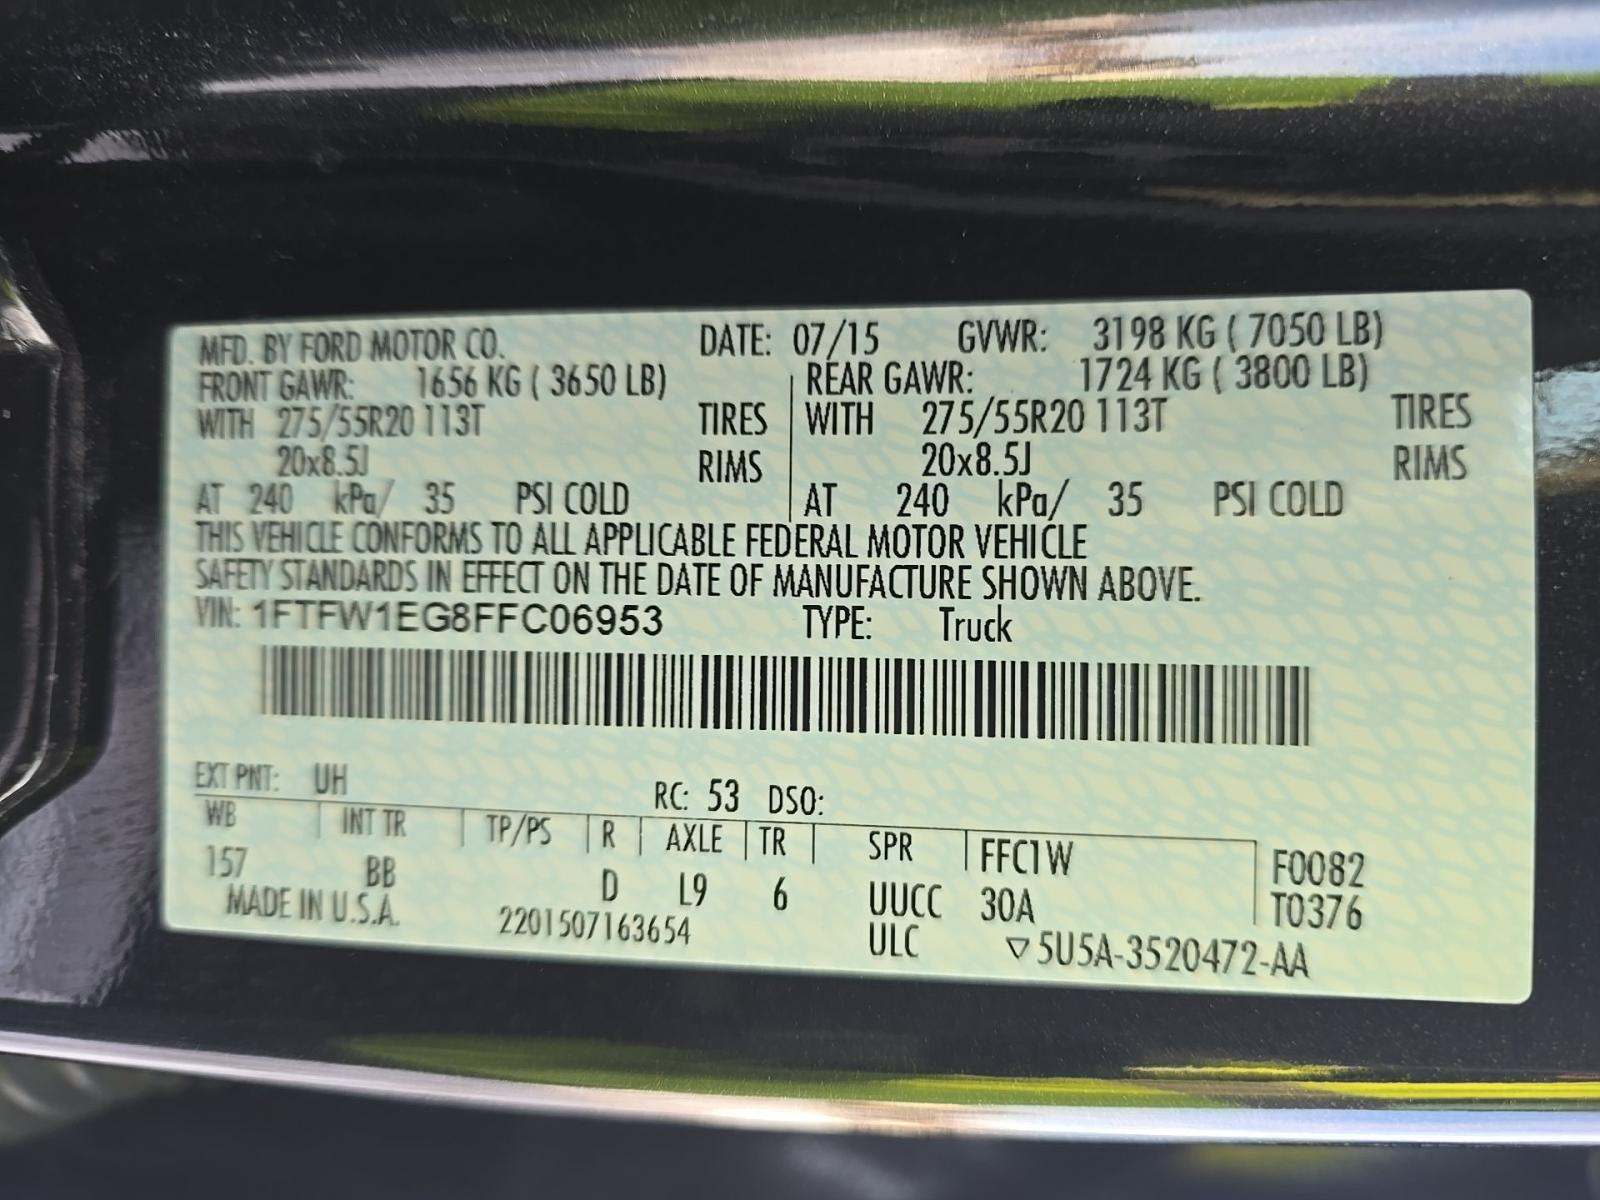 MFD. BY FORD MOTOR CO. DATE: 07/15 GVWR: 3198 KG ( 7050 LB)
FRONT GAWR: 1656 KG ( 3650 LB) REAR GAWR: 1724 KG ( 3800 LB)
WITH 275/55R20 113T TIRES WITH 275/55R20 113T TIRES
20x8.5J RIMS 20x8.5J RIMS
AT 240 kPa/ 35 PSI COLD AT 240 kPa/ 35 PSI COLD
THIS VEHICLE CONFORMS TO ALL APPLICABLE FEDERAL MOTOR VEHICLE
SAFETY STANDARDS IN EFFECT ON THE DATE OF MANUFACTURE SHOWN ABOVE.
VIN: 1FTFW1EG8FFC06953 TYPE: Truck
EXT PNT: UH RC: 53 DSO:
WB INT TR TP/PS R AXLE TR SPR FFC1W F0082
157 BB D L9 6 UUCC 30A T0376
MADE IN U.S.A. 2201507163654 ULC ▽5U5A-3520472-AA